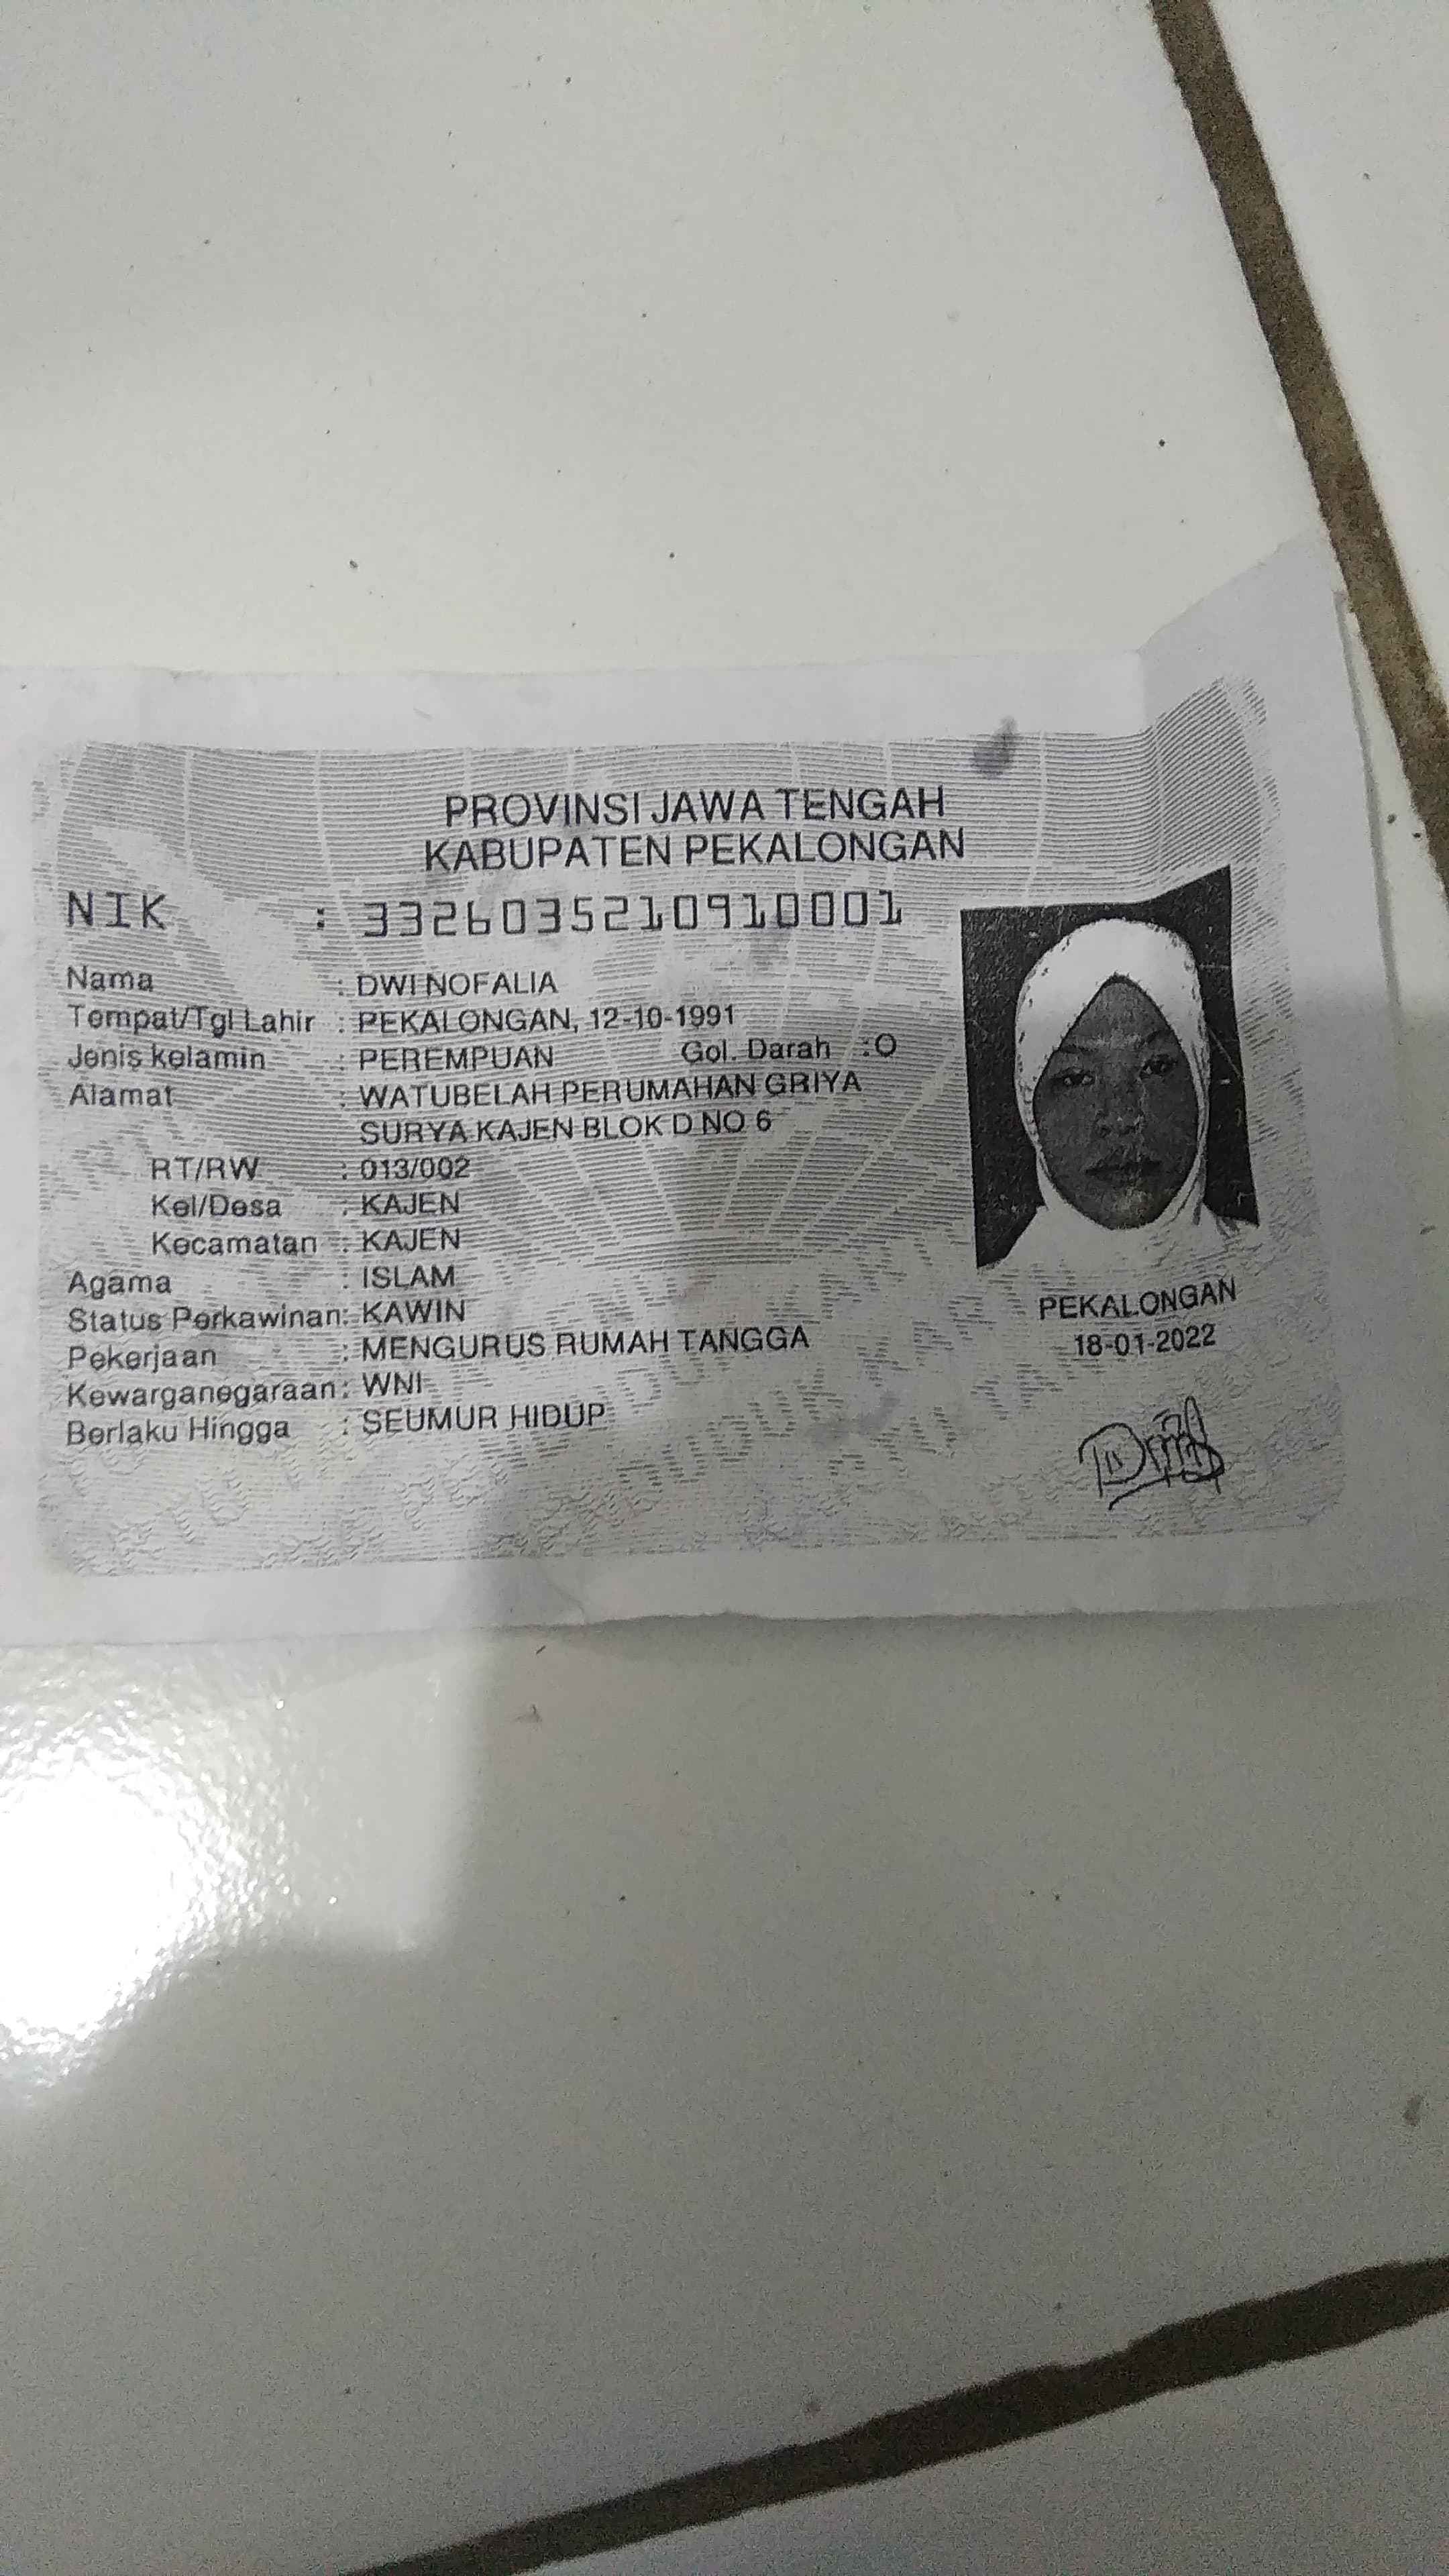 PROVINSI JAWA TENGAH
KABUPATEN PEKALONGAN
NIK : 3326035210910001
Nama : DWI NOFALIA
Tempat/Tgl Lahir : PEKALONGAN, 12-10-1991
Jenis kelamin : PEREMPUAN Gol. Darah : O
Alamat : WATUBELAH PERUMAHAN GRIYA
SURYA KAJEN BLOK D NO 6
RT/RW : 013/002
Kel/Desa : KAJEN
Kecamatan : KAJEN
Agama : ISLAM
Status Perkawinan: KAWIN
Pekerjaan : MENGURUS RUMAH TANGGA
Kewarganegaraan: WNI
Berlaku Hingga : SEUMUR HIDUP
PEKALONGAN
18-01-2022